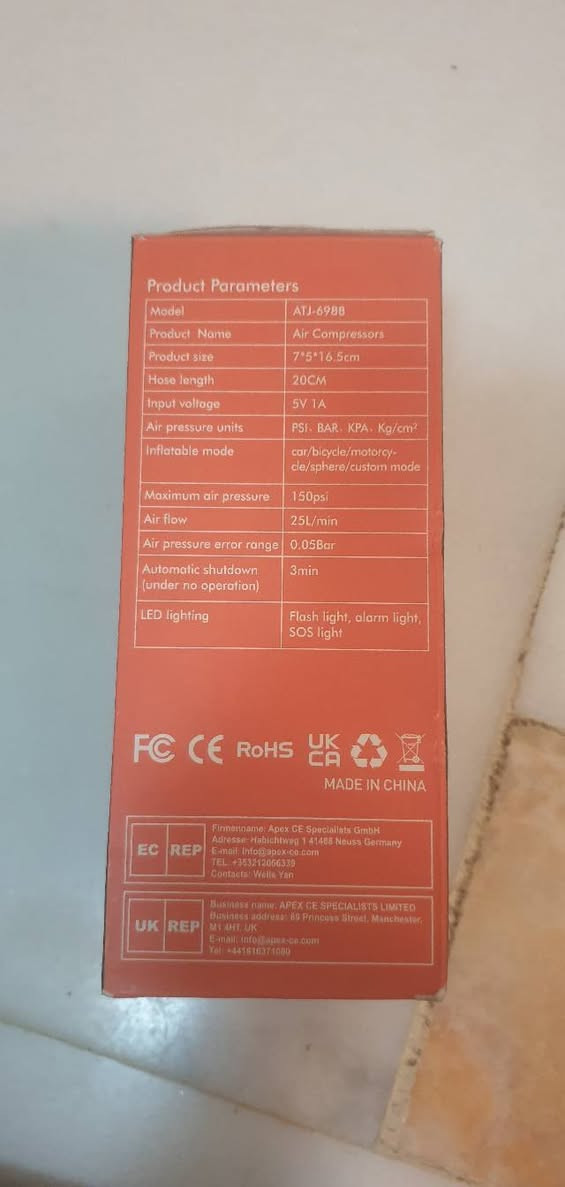 Product Parameters
Model ATJ-6988
Product Name Air Compressors
Product size 7*5*16.5cm
Hose length 20CM
Input voltage 5V 1A
Air pressure units PSI、BAR、KPA、Kg/cm²
Inflatable mode car/bicycle/motorcy-
cle/sphere/custom mode
Maximum air pressure 150psi
Air flow 25L/min
Air pressure error range 0.05Bar
Automatic shutdown 3min
(under no operation)
LED lighting Flash light, alarm light,
SOS light
FC CE RoHS UK
CA
MADE IN CHINA
EC REP
Firmenname: Apex CE Specialists GmbH
Adresse: Habichtweg 1 41468 Neuss Germany
E-mail: Info@apex-ce.com
TEL: +353212066339
Contacts: Wells Yan
UK REP
Business name: APEX CE SPECIALISTS LIMITED
Business address: 89 Princess Street, Manchester,
M1 4HT, UK
E-mail: Info@apex-ce.com
Tel: +441616371080